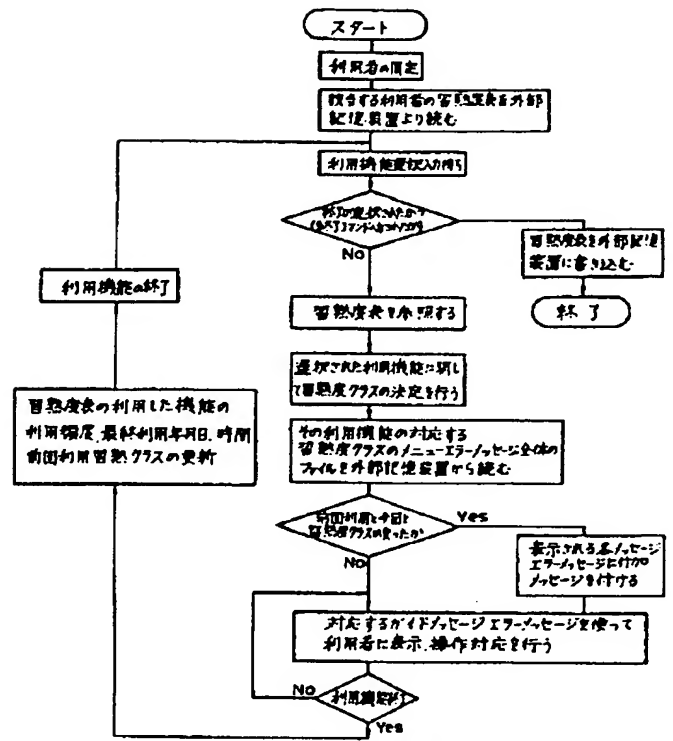 スタート
利用者の同定
該当する利用者の習熟度表を外部
記憶装置より読む
利用機能選択入力待ち
終了が選択されたか?
No
習熟度表を外部記憶
装置に書き込む
終了
利用機能の終了
習熟度表を参照する
選択された利用機能に関し
て習熟度クラスの決定を行う
習熟度表の利用した機能の
利用頻度、最終利用年月日、時間
前回利用習熟クラスの更新
その利用機能の対応する
習熟度クラスのメニューエラーメッセージ全体の
ファイルを外部記憶装置から読む
前回利用と今回と
習熟度クラスは変ったか
Yes
No
表示される各メッセージ
エラーメッセージに付加
メッセージを付ける
対応するガイドメッセージエラーメッセージを使って
利用者に表示、操作対応を行う
No
利用機能終了
Yes